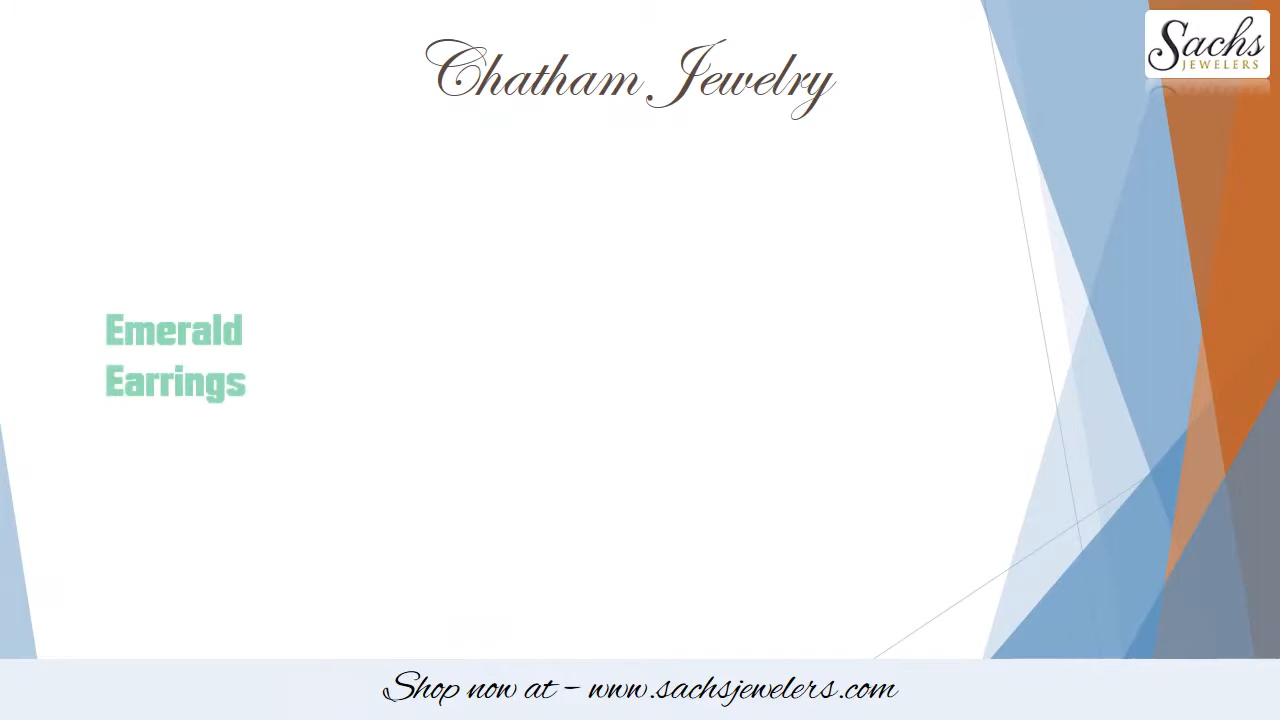 Chatham Jewelry
Sachs
JEWELERS
Emerald
Earrings
Shop now at – www.sachsjewelers.com